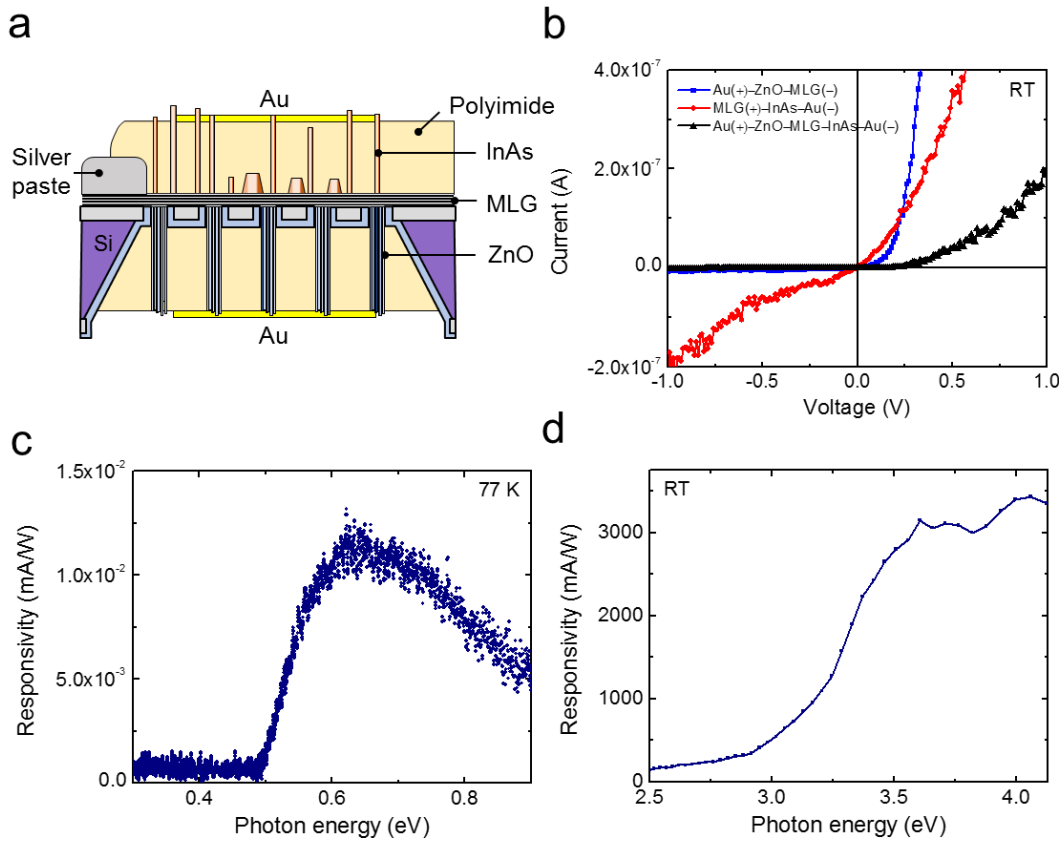 a
Au
Polyimide
InAs
Silver
paste
MLG
Si
ZnO
Au
b
4.0x10⁻⁷
2.0x10⁻⁷
0.0
-2.0x10⁻⁷
Current (A)
Au(+)–ZnO–MLG(-)
MLG(+)–InAs–Au(-)
Au(+)–ZnO–MLG–InAs–Au(-)
RT
-1.0
-0.5
0.0
0.5
1.0
Voltage (V)
c
1.5x10⁻²
1.0x10⁻²
5.0x10⁻³
0.0
Responsivity (mA/W)
77 K
0.4
0.6
0.8
Photon energy (eV)
d
3000
2000
1000
0
Responsivity (mA/W)
RT
2.5
3.0
3.5
4.0
Photon energy (eV)